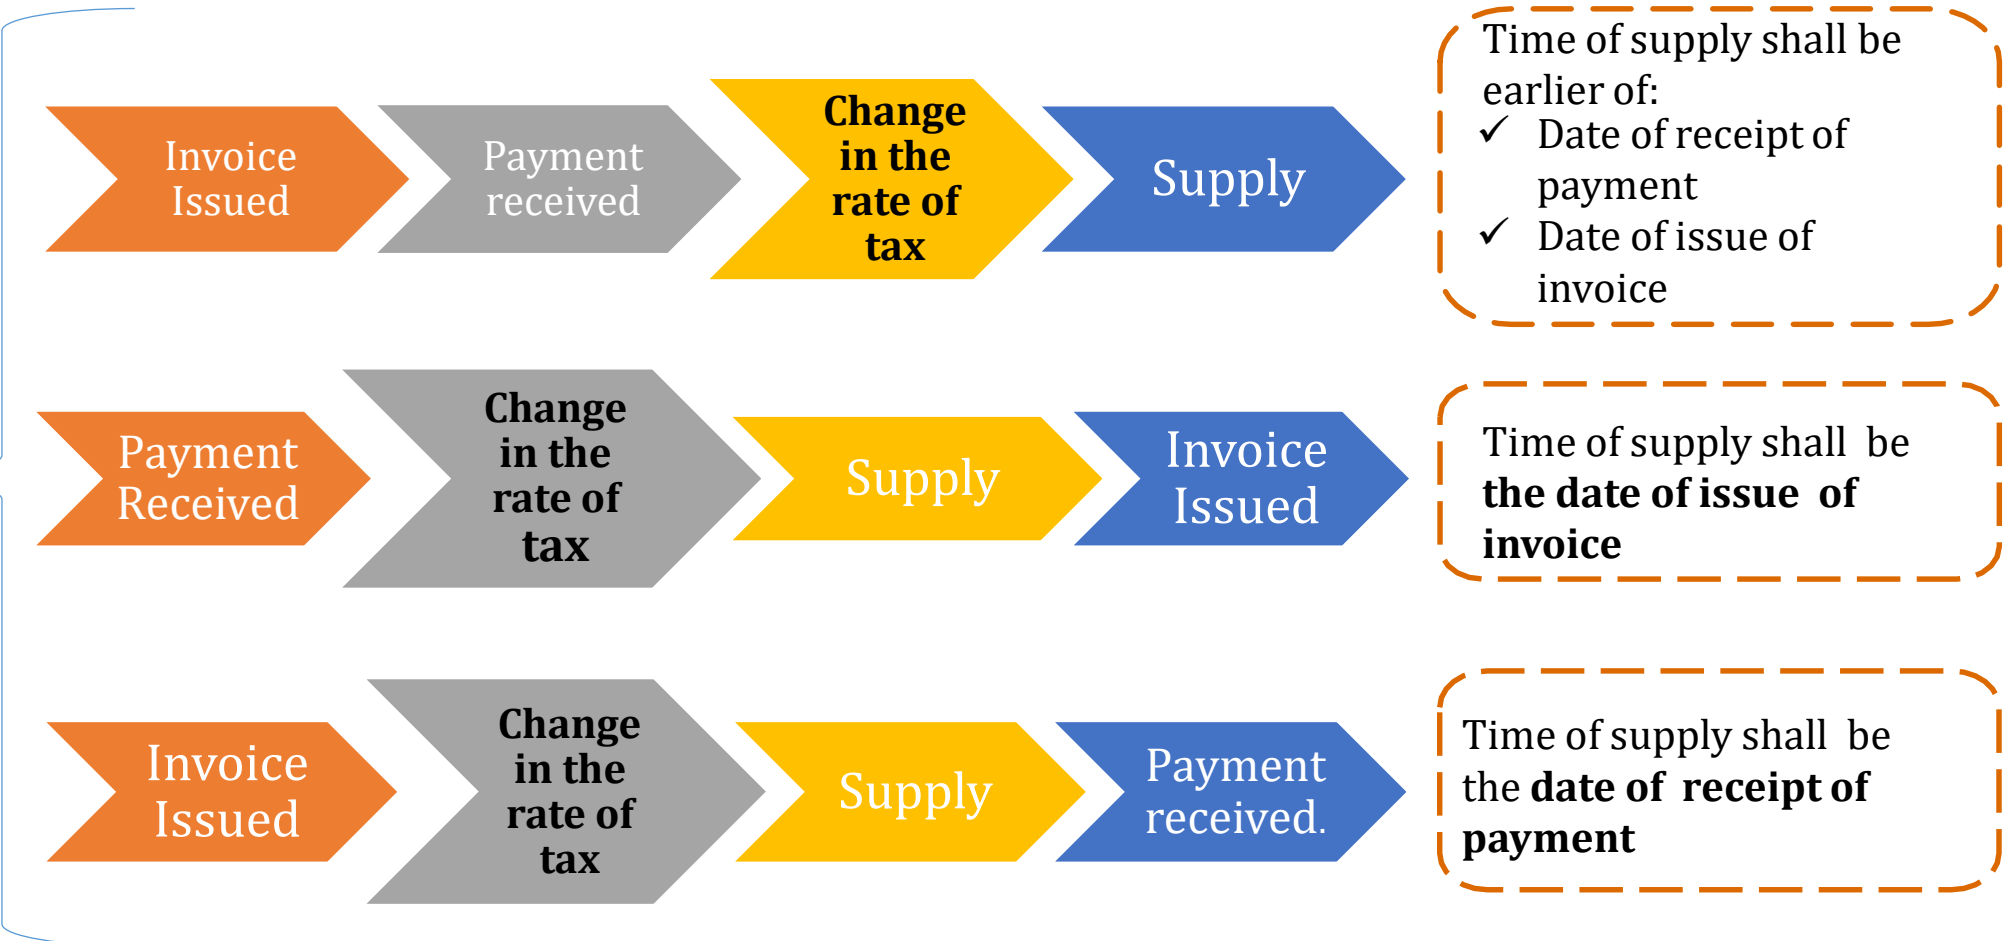 Invoice
Issued
Payment
received
Change
in the
rate of
tax
Supply
Time of supply shall be
earlier of:
✓ Date of receipt of
payment
✓ Date of issue of
invoice
Payment
Received
Change
in the
rate of
tax
Supply
Invoice
Issued
Time of supply shall be
the date of issue of
invoice
Invoice
Issued
Change
in the
rate of
tax
Supply
Payment
received.
Time of supply shall be
the date of receipt of
payment